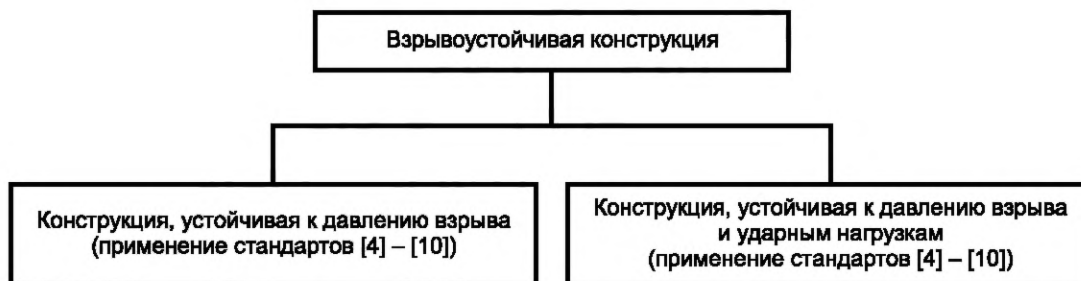 Взрывоустойчивая конструкция
Конструкция, устойчивая к давлению взрыва
(применение стандартов [4] – [10])
Конструкция, устойчивая к давлению взрыва
и ударным нагрузкам
(применение стандартов [4] – [10])